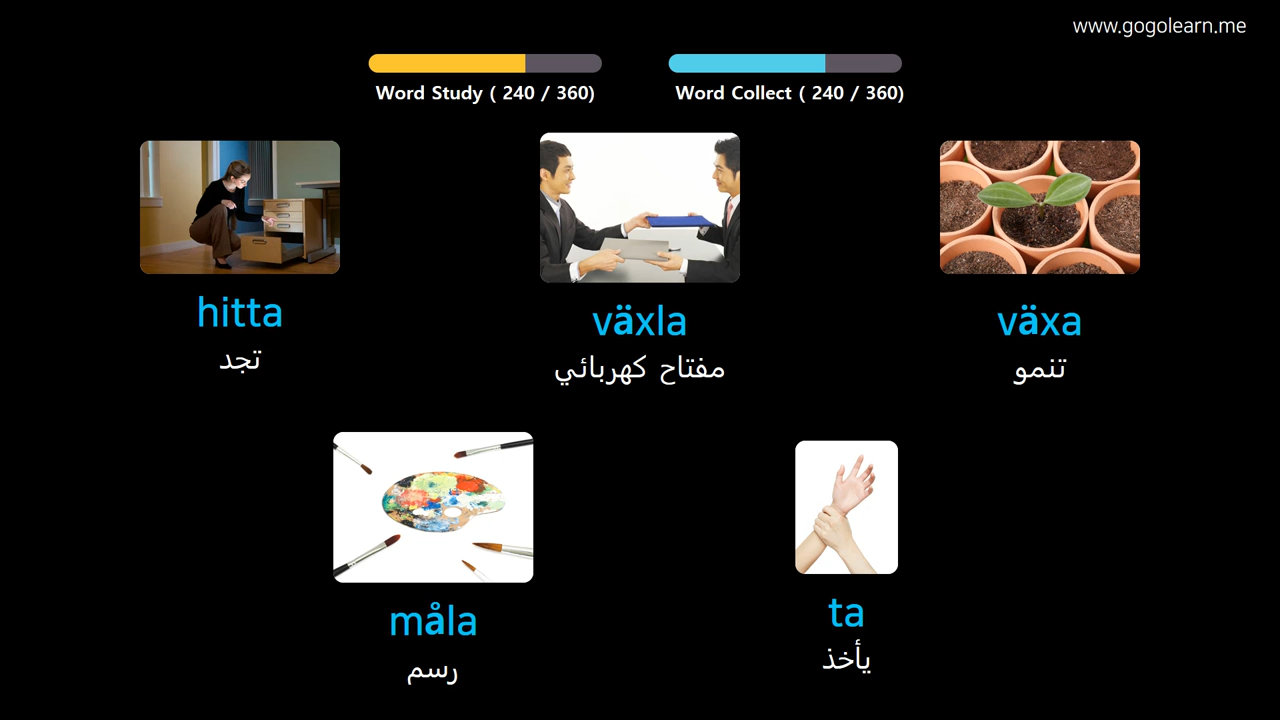 www.gogolearn.me
Word Study ( 240 / 360)
Word Collect ( 240 / 360)
hitta
تجد
växla
مفتاح كهربائي
växa
تنمو
måla
رسم
ta
يأخذ